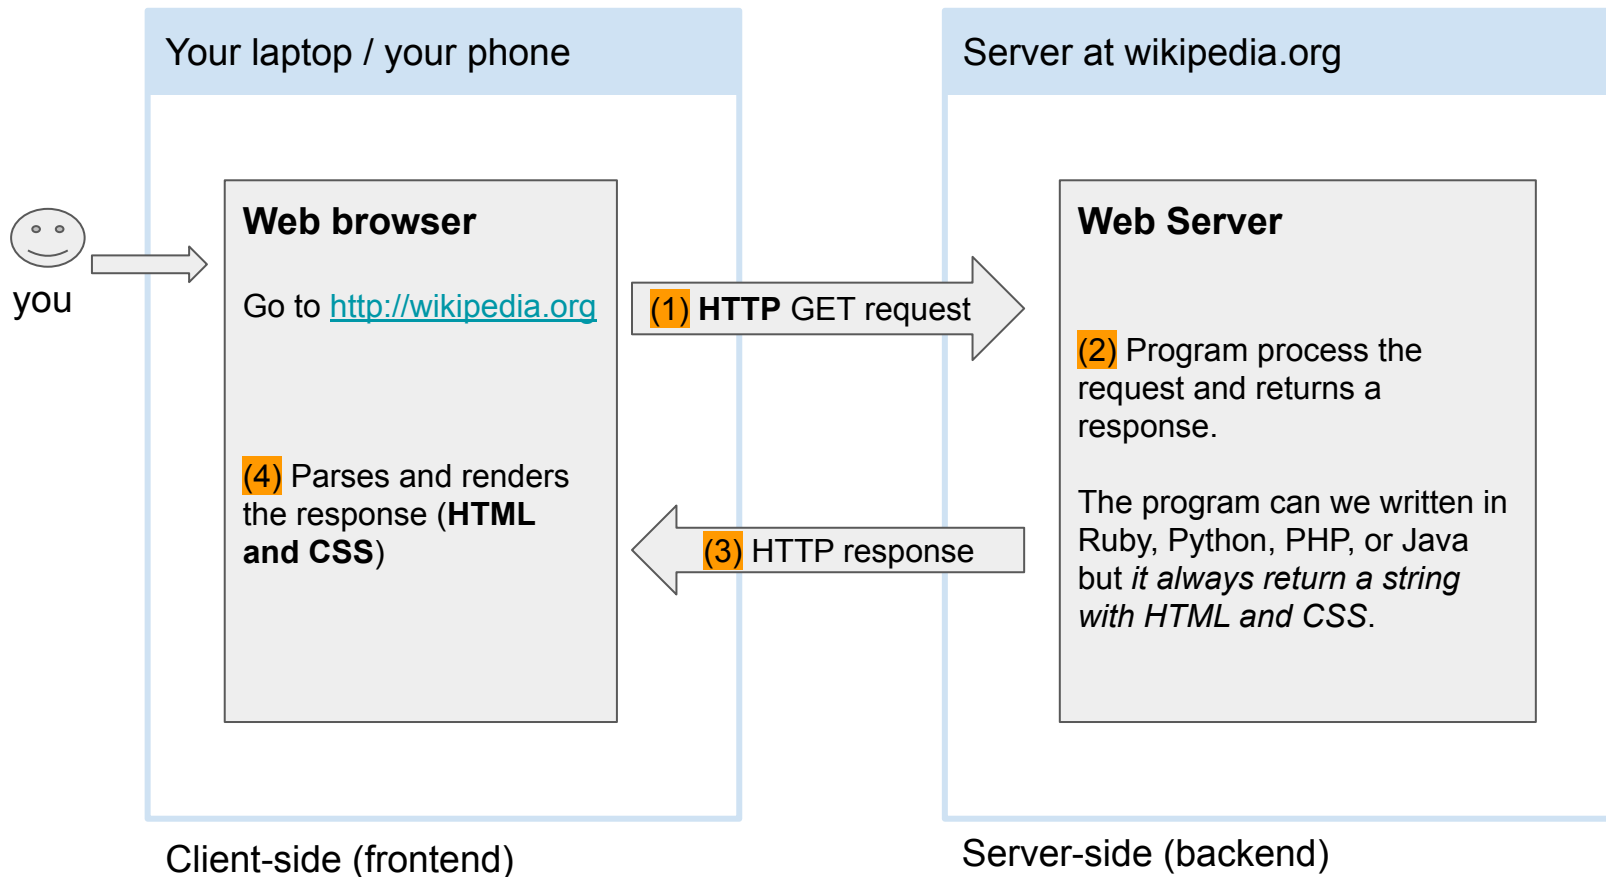 Your laptop / your phone
Server at wikipedia.org
you
Web browser
Go to http://wikipedia.org
(4) Parses and renders
the response (HTML
and CSS)
(1) HTTP GET request
(3) HTTP response
Web Server
(2) Program process the
request and returns a
response.
The program can we written in
Ruby, Python, PHP, or Java
but it always return a string
with HTML and CSS.
Client-side (frontend)
Server-side (backend)